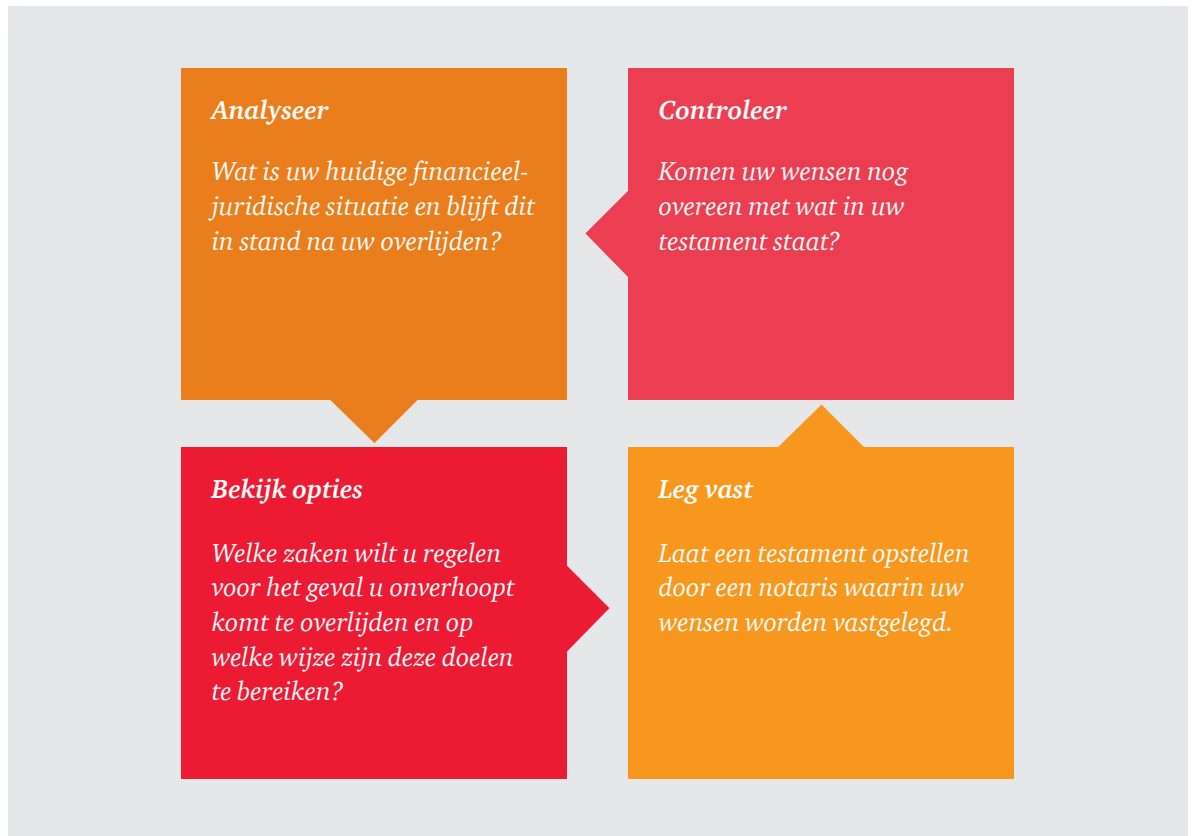 Analyseer
Wat is uw huidige financieel-
juridische situatie en blijft dit
in stand na uw overlijden?
Bekijk opties
Welke zaken wilt u regelen
voor het geval u onverhoopt
komt te overlijden en op
welke wijze zijn deze doelen
te bereiken?
Leg vast
Laat een testament opstellen
door een notaris waarin uw
wensen worden vastgelegd.
Controleer
Komen uw wensen nog
overeen met wat in uw
testament staat?